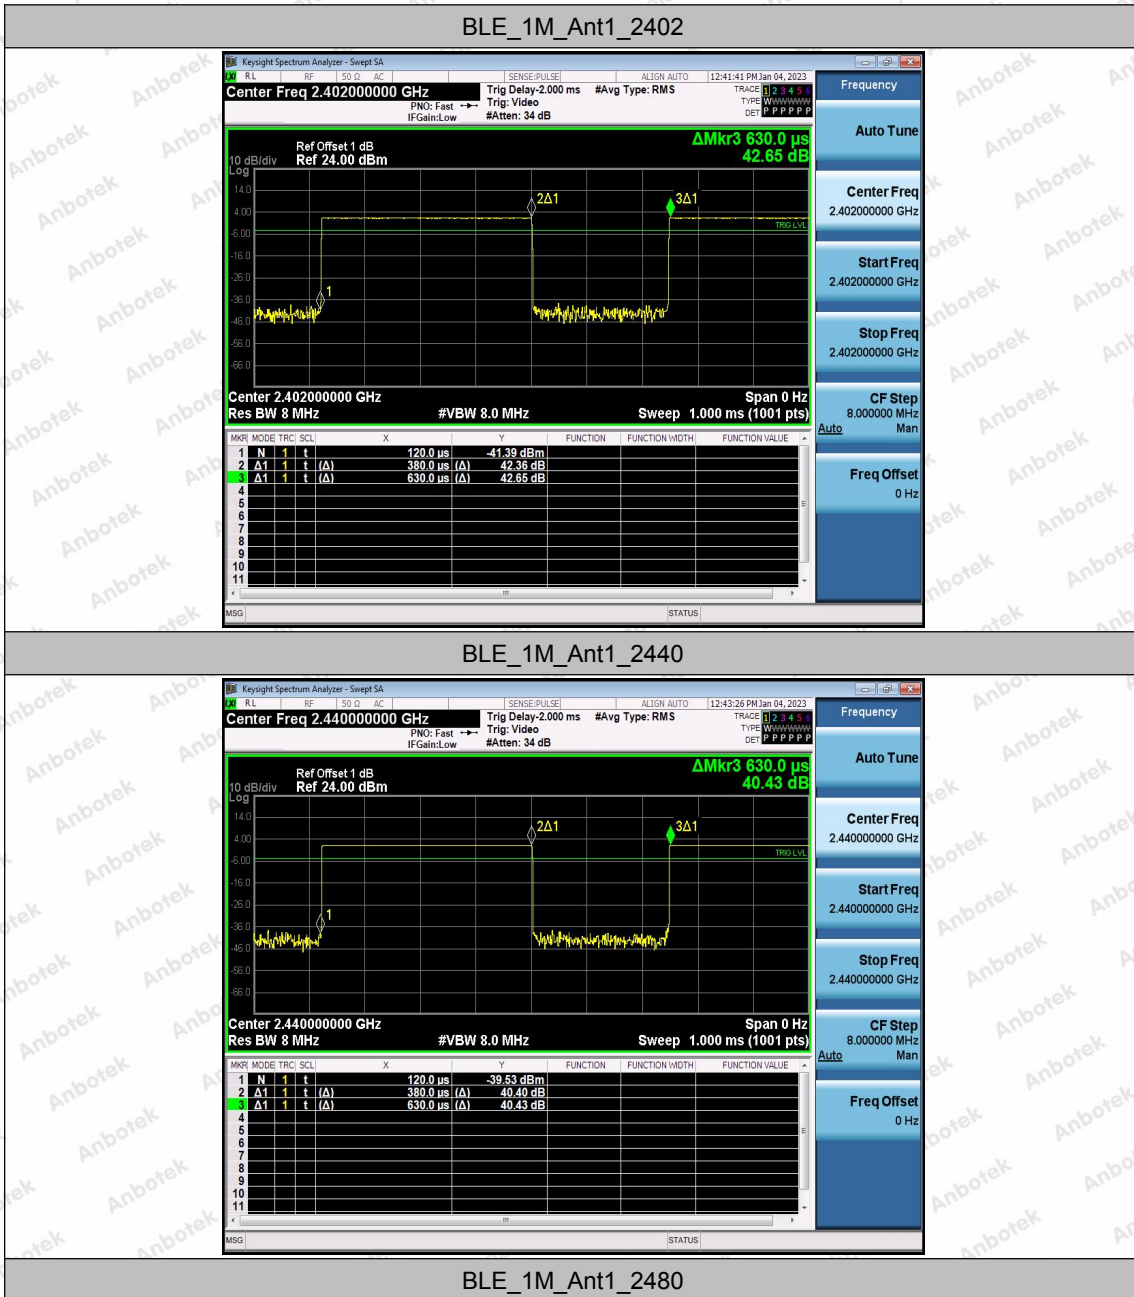 BLE_1M_Ant1_2402
Keysight Spectrum Analyzer - Swept SA
LXI RL RF 50 Ω AC SENSE:PULSE ALIGN AUTO 12:41:41 PM Jan 04, 2023
Center Freq 2.402000000 GHz
Trig Delay-2.000 ms #Avg Type: RMS TRACE 1 2 3 4 5 6
PNO: Fast Trig: Video TYPE WWWWWW
IFGain:Low #Atten: 34 dB DET P P P P P P
Frequency
Auto Tune
Center Freq
2.402000000 GHz
Start Freq
2.402000000 GHz
Stop Freq
2.402000000 GHz
CF Step
8.000000 MHz
Auto Man
Freq Offset
0 Hz
ΔMkr3 630.0 µs
42.65 dB
Ref Offset 1 dB
10 dB/div Ref 24.00 dBm
Log
14.0
4.00
-6.00
-16.0
-26.0
-36.0
-46.0
-56.0
-66.0
2Δ1
3Δ1
TRIG LVL
1
Center 2.402000000 GHz Span 0 Hz
Res BW 8 MHz #VBW 8.0 MHz Sweep 1.000 ms (1001 pts)
MKR MODE TRC SCL X Y FUNCTION FUNCTION WIDTH FUNCTION VALUE
1 N 1 t 120.0 µs -41.39 dBm
2 Δ1 1 t (Δ) 380.0 µs (Δ) 42.36 dB
3 Δ1 1 t (Δ) 630.0 µs (Δ) 42.65 dB
4
5
6
7
8
9
10
11
MSG STATUS
BLE_1M_Ant1_2440
Keysight Spectrum Analyzer - Swept SA
LXI RL RF 50 Ω AC SENSE:PULSE ALIGN AUTO 12:43:26 PM Jan 04, 2023
Center Freq 2.440000000 GHz
Trig Delay-2.000 ms #Avg Type: RMS TRACE 1 2 3 4 5 6
PNO: Fast Trig: Video TYPE WWWWWW
IFGain:Low #Atten: 34 dB DET P P P P P P
Frequency
Auto Tune
Center Freq
2.440000000 GHz
Start Freq
2.440000000 GHz
Stop Freq
2.440000000 GHz
CF Step
8.000000 MHz
Auto Man
Freq Offset
0 Hz
ΔMkr3 630.0 µs
40.43 dB
Ref Offset 1 dB
10 dB/div Ref 24.00 dBm
Log
14.0
4.00
-6.00
-16.0
-26.0
-36.0
-46.0
-56.0
-66.0
2Δ1
3Δ1
TRIG LVL
1
Center 2.440000000 GHz Span 0 Hz
Res BW 8 MHz #VBW 8.0 MHz Sweep 1.000 ms (1001 pts)
MKR MODE TRC SCL X Y FUNCTION FUNCTION WIDTH FUNCTION VALUE
1 N 1 t 120.0 µs -39.53 dBm
2 Δ1 1 t (Δ) 380.0 µs (Δ) 40.40 dB
3 Δ1 1 t (Δ) 630.0 µs (Δ) 40.43 dB
4
5
6
7
8
9
10
11
MSG STATUS
BLE_1M_Ant1_2480